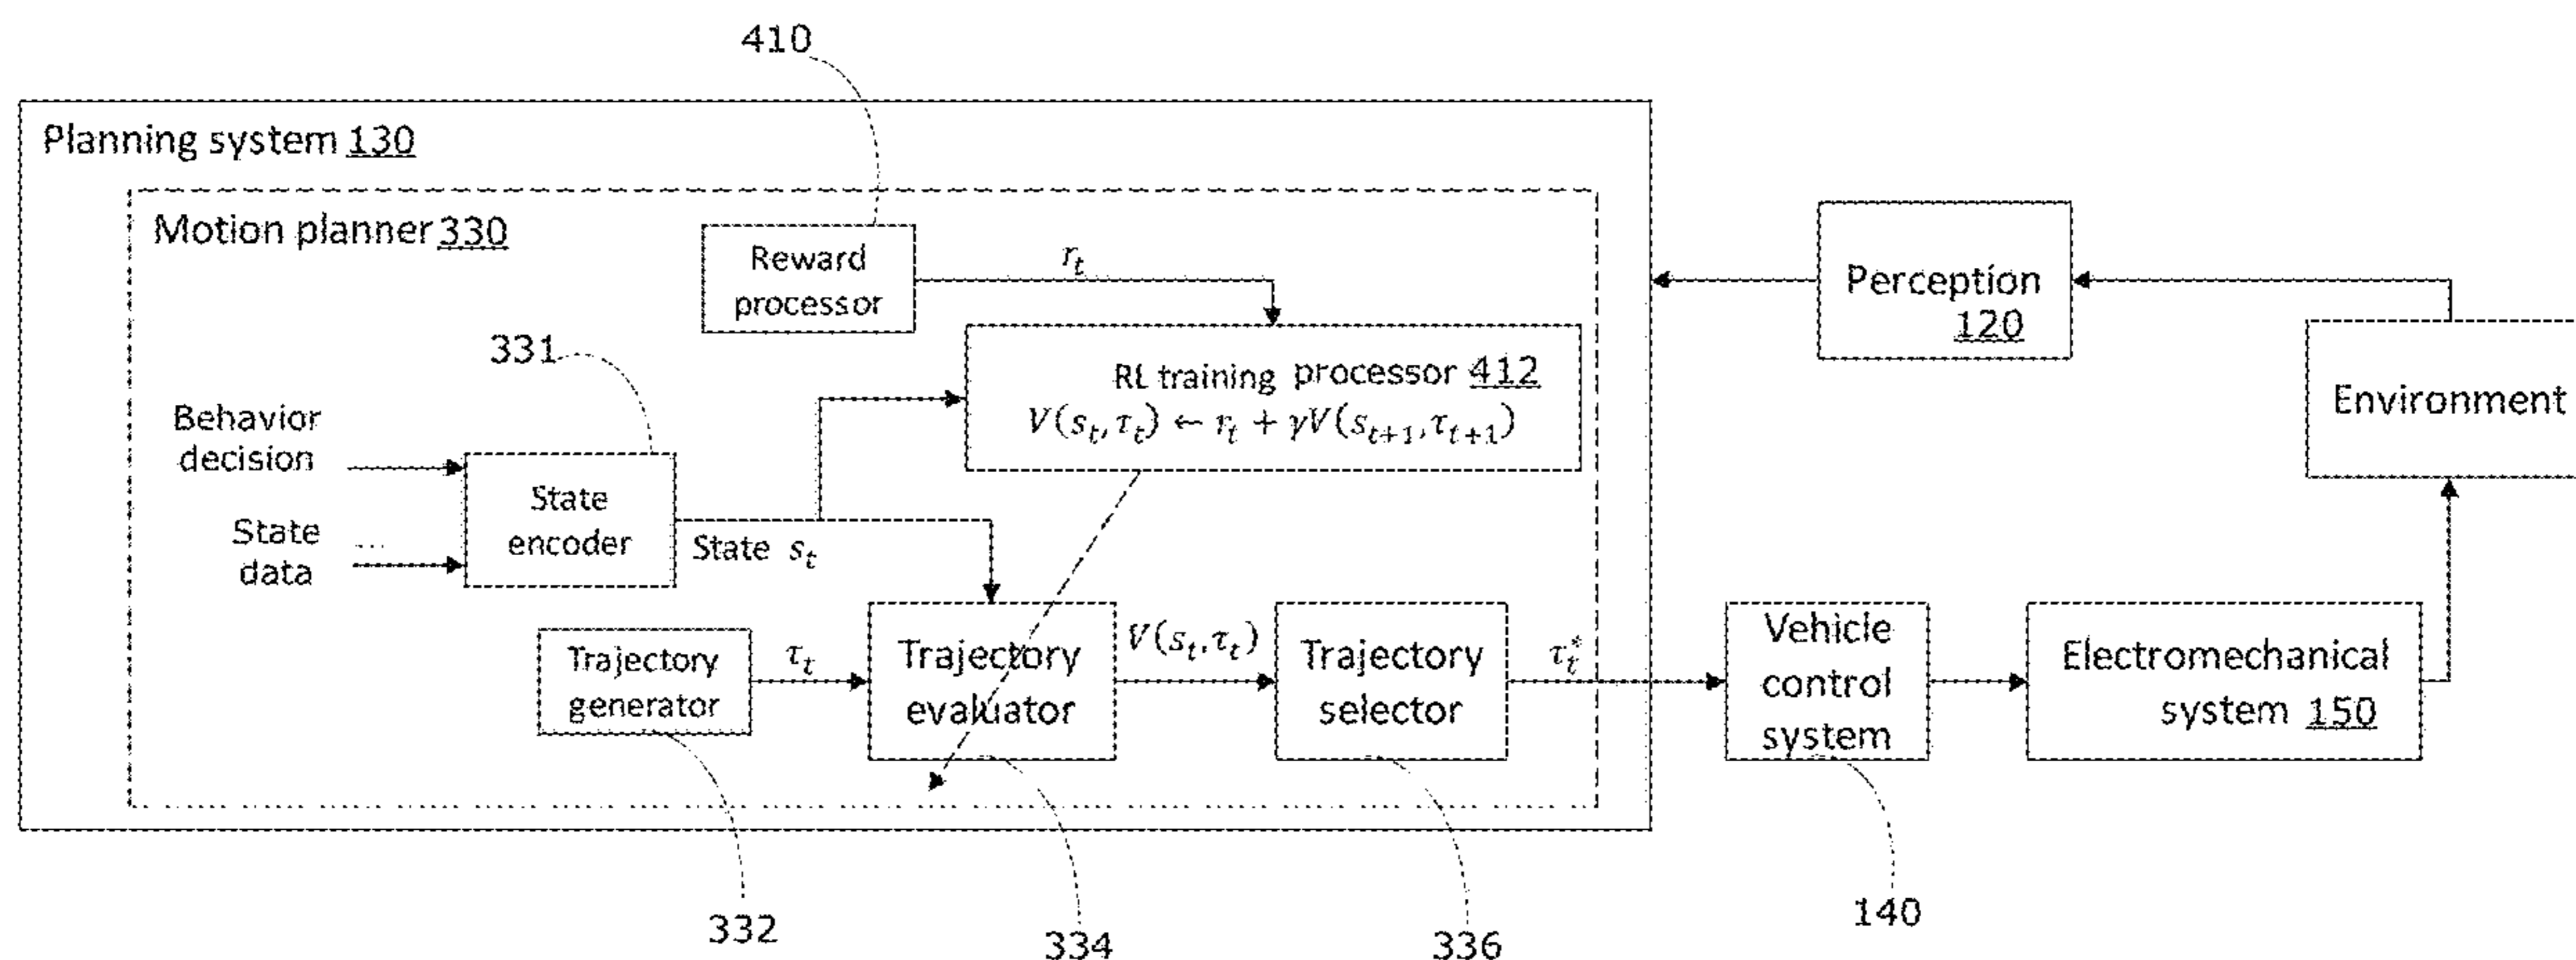 410
Planning system 130
Motion planner 330
Reward
processor
r_t
Perception
120
331
RL training processor 412
V(s_t, τ_t) ← r_t + γV(s_{t+1}, τ_{t+1})
Environment
Behavior
decision
State
data
...
State
encoder
State s_t
Trajectory
generator
τ_t
Trajectory
evaluator
V(s_t, τ_t)
Trajectory
selector
τ_t^*
Vehicle
control
system
Electromechanical
system 150
332
334
336
140